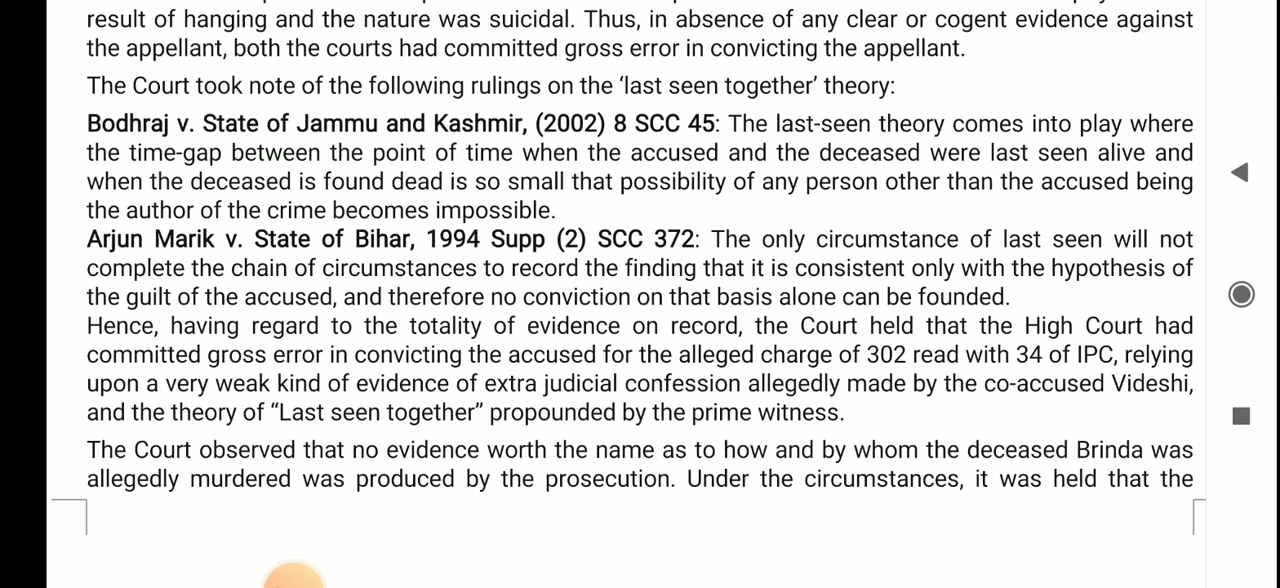 result of hanging and the nature was suicidal. Thus, in absence of any clear or cogent evidence against
the appellant, both the courts had committed gross error in convicting the appellant.
The Court took note of the following rulings on the ‘last seen together’ theory:
Bodhraj v. State of Jammu and Kashmir, (2002) 8 SCC 45: The last-seen theory comes into play where
the time-gap between the point of time when the accused and the deceased were last seen alive and
when the deceased is found dead is so small that possibility of any person other than the accused being
the author of the crime becomes impossible.
Arjun Marik v. State of Bihar, 1994 Supp (2) SCC 372: The only circumstance of last seen will not
complete the chain of circumstances to record the finding that it is consistent only with the hypothesis of
the guilt of the accused, and therefore no conviction on that basis alone can be founded.
Hence, having regard to the totality of evidence on record, the Court held that the High Court had
committed gross error in convicting the accused for the alleged charge of 302 read with 34 of IPC, relying
upon a very weak kind of evidence of extra judicial confession allegedly made by the co-accused Videshi,
and the theory of “Last seen together” propounded by the prime witness.
The Court observed that no evidence worth the name as to how and by whom the deceased Brinda was
allegedly murdered was produced by the prosecution. Under the circumstances, it was held that the